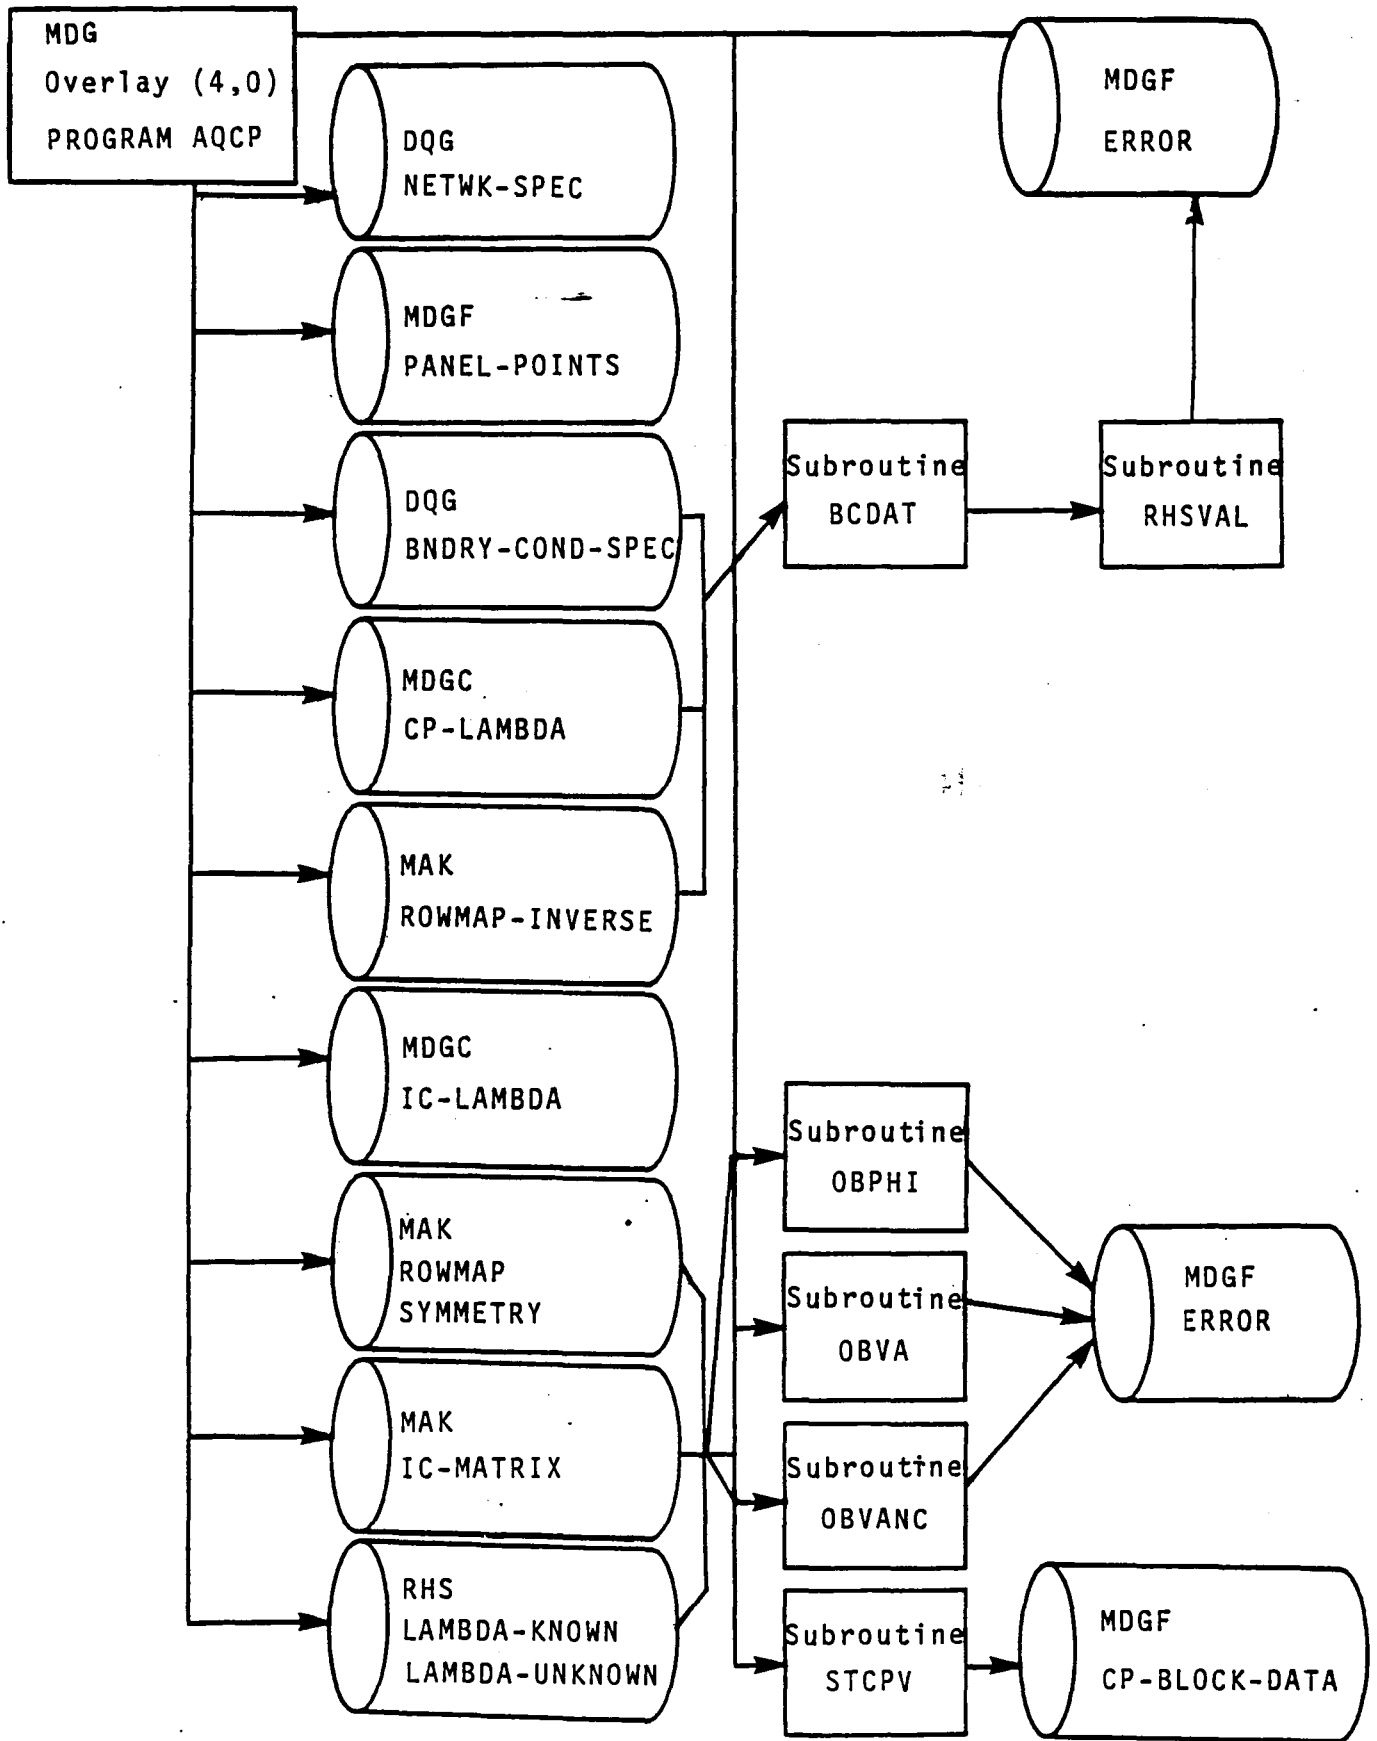 MDG
Overlay (4,0)
PROGRAM AQCP
MDGF
ERROR
DQG
NETWK-SPEC
MDGF
PANEL-POINTS
DQG
BNDRY-COND-SPEC
Subroutine
BCDAT
Subroutine
RHSVAL
MDGC
CP-LAMBDA
MAK
ROWMAP-INVERSE
MDGC
IC-LAMBDA
MAK
ROWMAP
SYMMETRY
Subroutine
OBPHI
Subroutine
OBVA
MDGF
ERROR
MAK
IC-MATRIX
Subroutine
OBVANC
RHS
LAMBDA-KNOWN
LAMBDA-UNKNOWN
Subroutine
STCPV
MDGF
CP-BLOCK-DATA